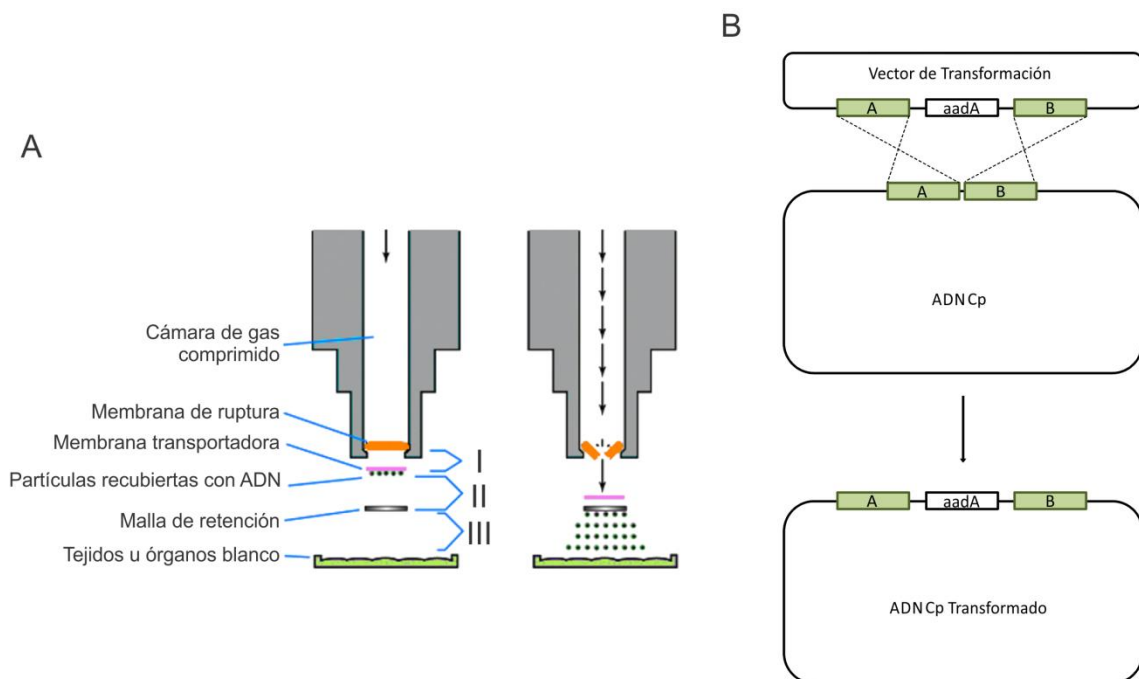 A
Cámara de gas
comprimido
Membrana de ruptura
Membrana transportadora
Partículas recubiertas con ADN
Malla de retención
Tejidos u órganos blanco
I
II
III
B
Vector de Transformación
A
aadA
B
A
B
ADN Cp
A
aadA
B
ADN Cp Transformado